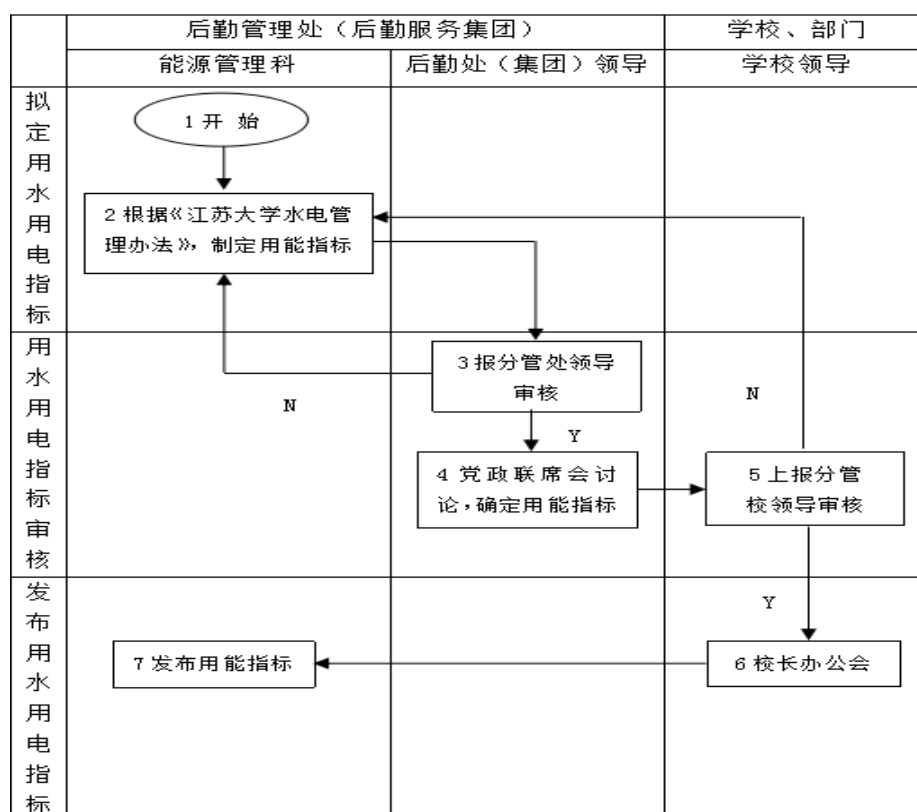 后勤管理处（后勤服务集团）
学校、部门
能源管理科
后勤处（集团）领导
学校领导
拟定用水用电指标
1 开 始
2 根据《江苏大学水电管
理办法》，制定用能指标
用水用电指标审核
3 报分管处领导
审核
N
Y
N
4 党政联席会讨
论，确定用能指标
5 上报分管
校领导审核
发布用水用电指标
Y
7 发布用能指标
6 校长办公会